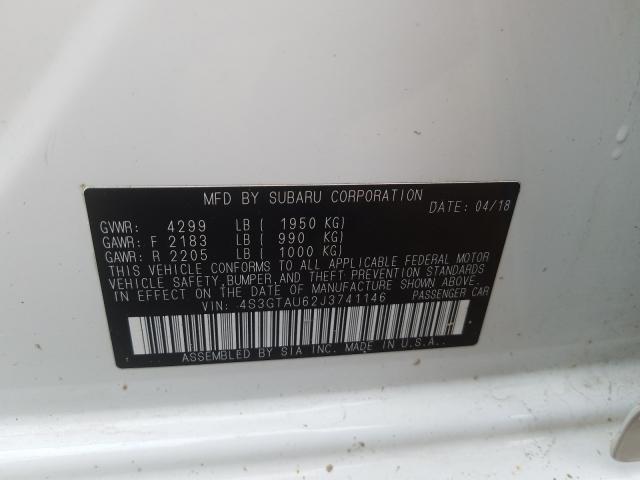 MFD BY SUBARU CORPORATION
DATE: 04/18
GVWR: 4299 LB ( 1950 KG)
GAWR: F 2183 LB ( 990 KG)
GAWR: R 2205 LB ( 1000 KG)
THIS VEHICLE CONFORMS TO ALL APPLICABLE FEDERAL MOTOR
VEHICLE SAFETY,BUMPER AND THEFT PREVENTION STANDARDS
IN EFFECT ON THE DATE OF MANUFACTURE SHOWN ABOVE.
VIN: 4S3GTAU62J3741146 PASSENGER CAR
ASSEMBLED BY SIA INC. MADE IN U.S.A.